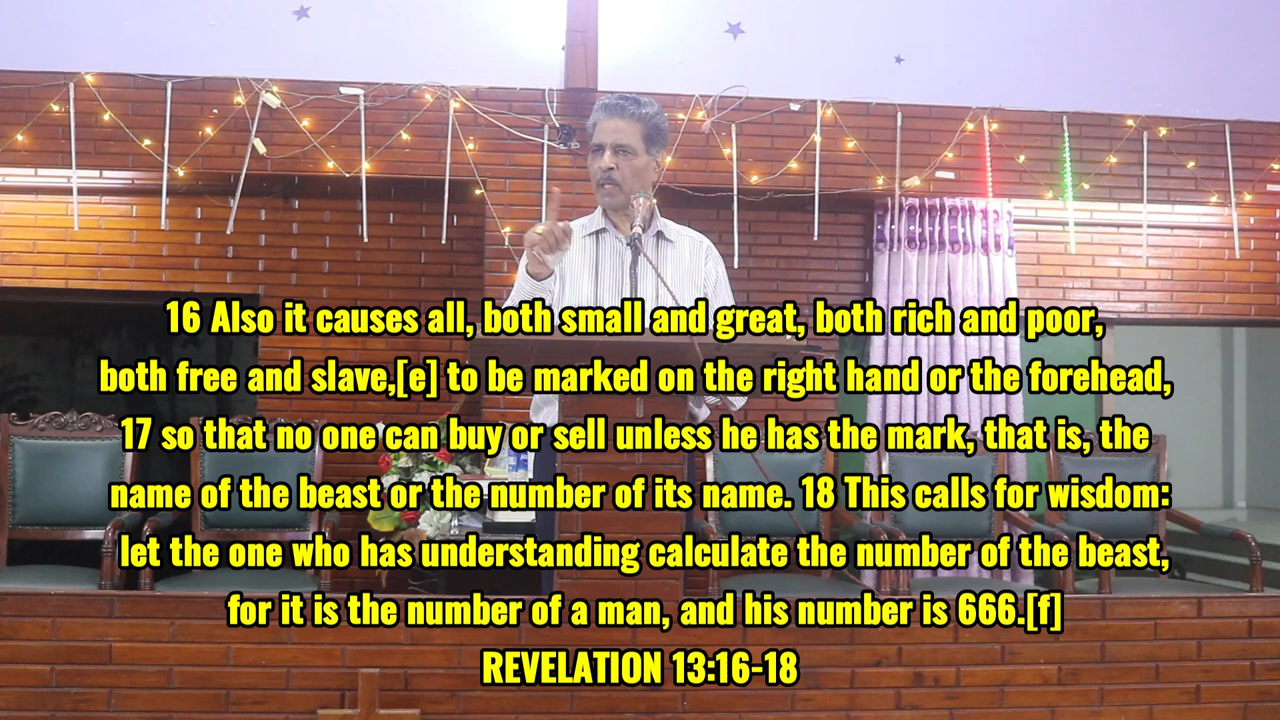 16 Also it causes all, both small and great, both rich and poor,
both free and slave,[e] to be marked on the right hand or the forehead,
17 so that no one can buy or sell unless he has the mark, that is, the
name of the beast or the number of its name. 18 This calls for wisdom:
let the one who has understanding calculate the number of the beast,
for it is the number of a man, and his number is 666.[f]
REVELATION 13:16-18